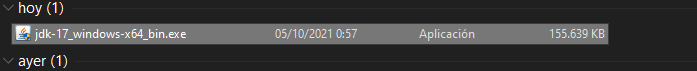 hoy (1)
jdk-17_windows-x64_bin.exe 05/10/2021 0:57 Aplicación 155.639 KB
ayer (1)